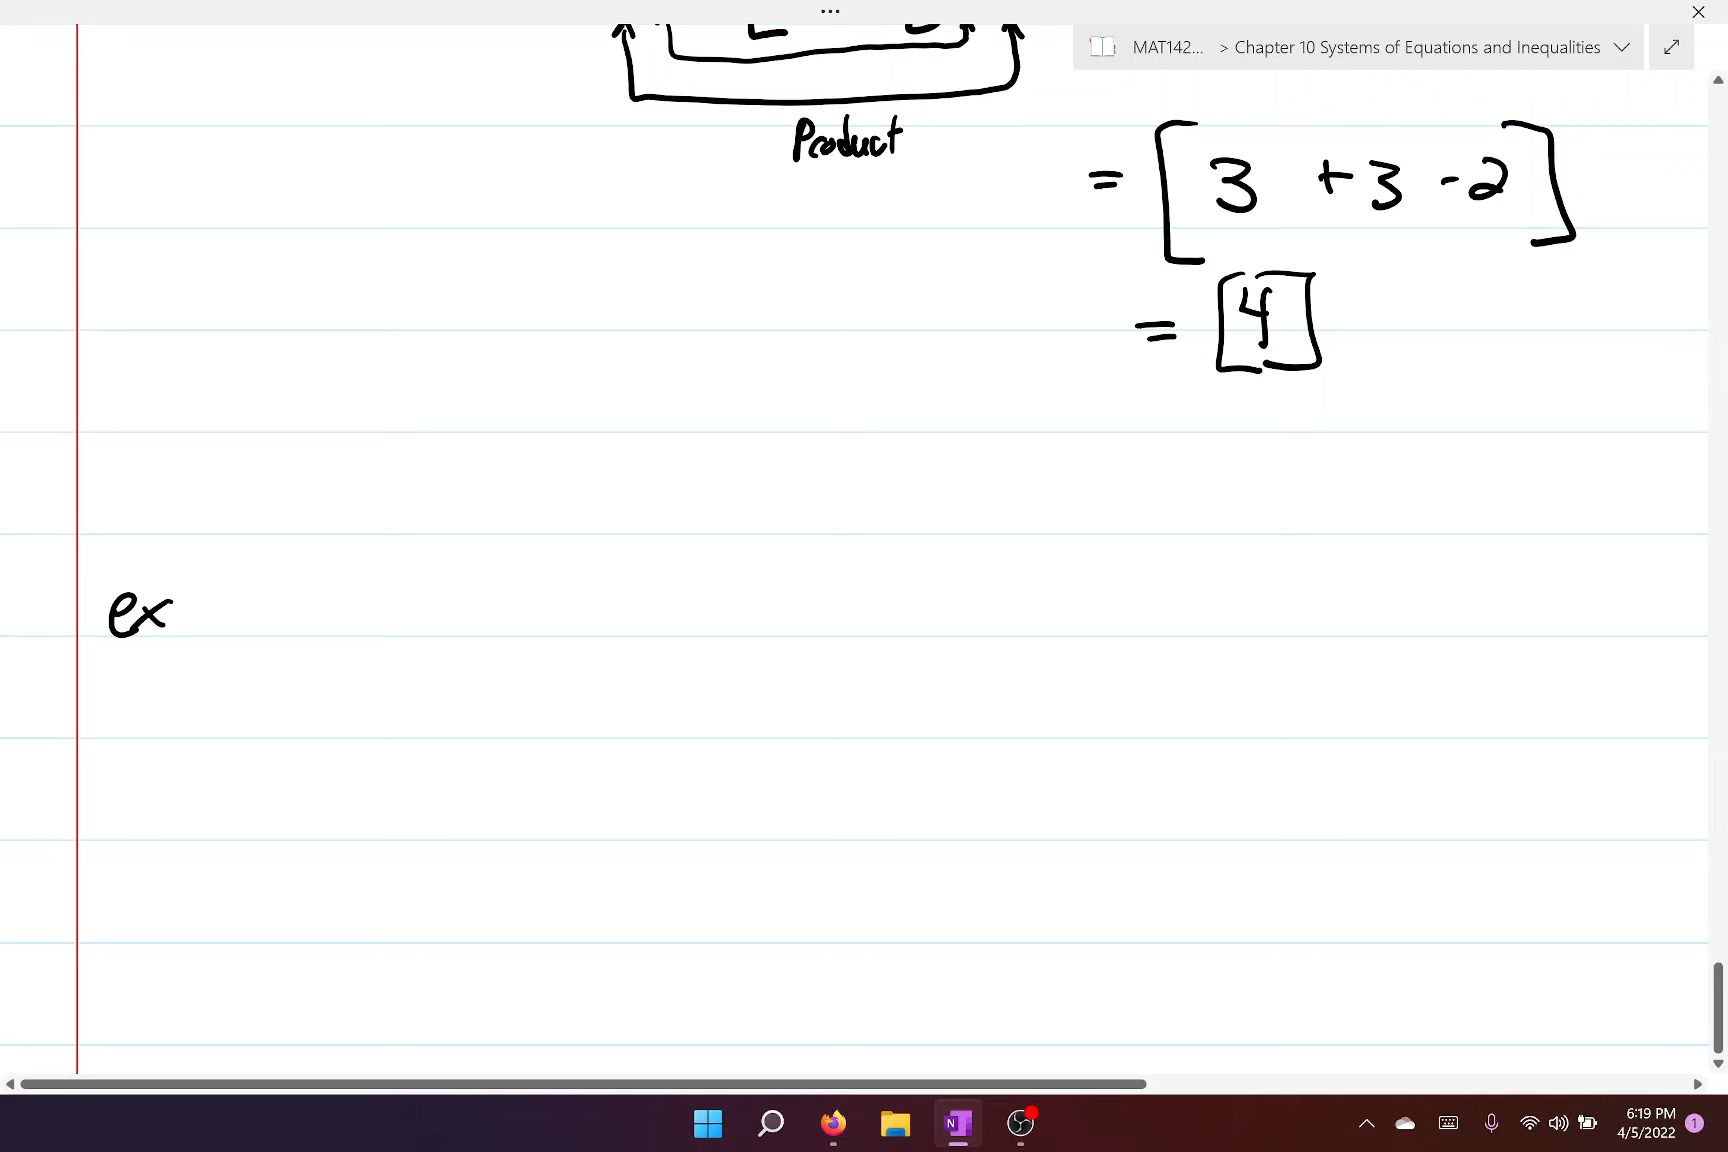 MAT142... > Chapter 10 Systems of Equations and Inequalities
Product
= [ 3 + 3 - 2 ]
= [4]
ex
6:19 PM
4/5/2022
1